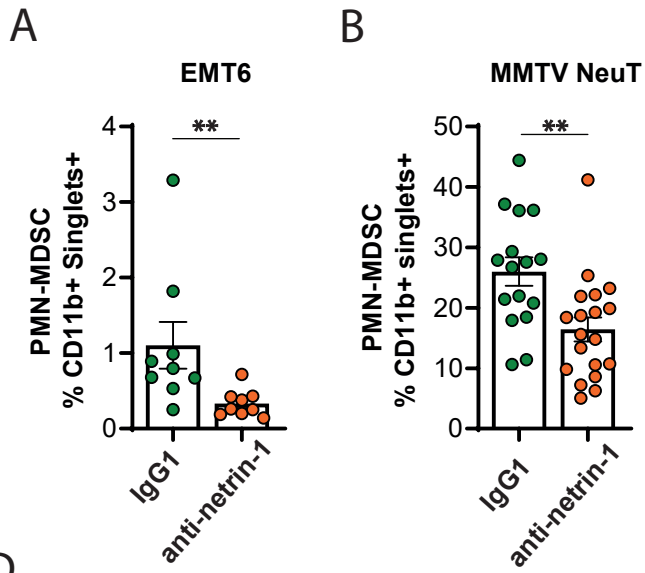 A
B
EMT6
MMTV NeuT
**
**
4
3
2
1
0
PMN-MDSC
% CD11b+ Singlets+
IgG1
anti-netrin-1
50
40
30
20
10
0
PMN-MDSC
% CD11b+ singlets+
IgG1
anti-netrin-1